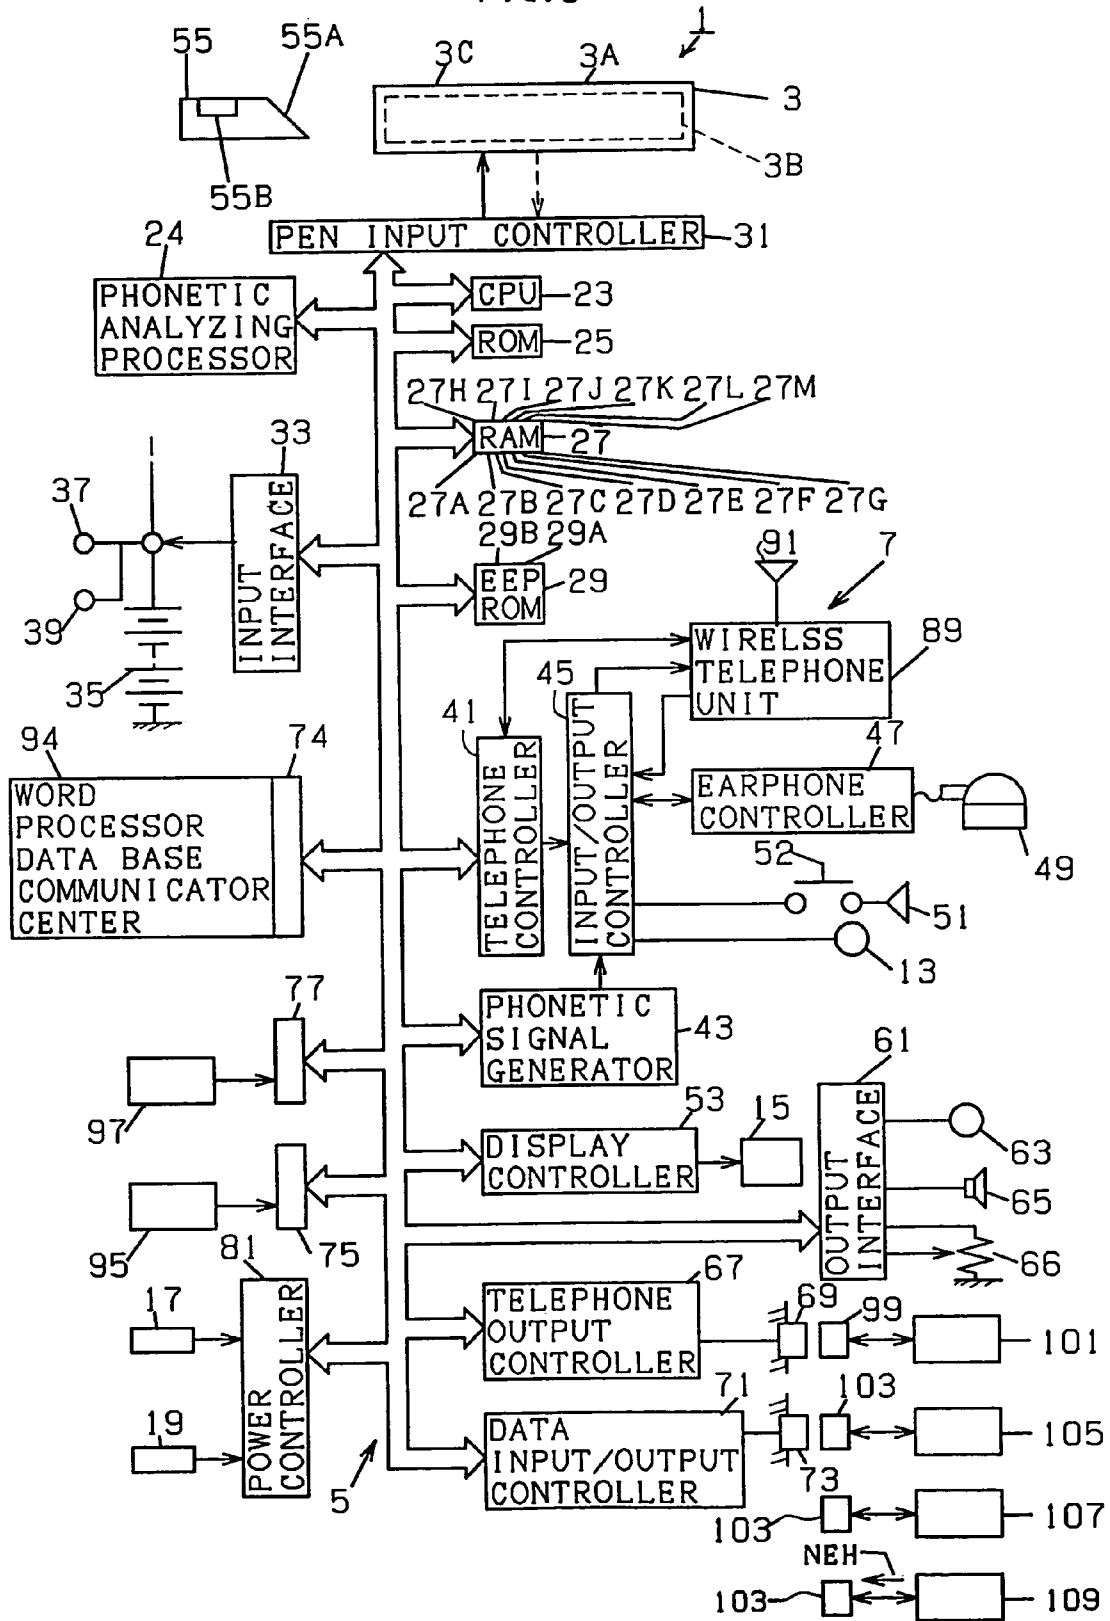 1
55
55A
3C
3A
3
3B
55B
24
PEN INPUT CONTROLLER
31
PHONETIC
ANALYZING
PROCESSOR
CPU
23
ROM
25
27H 27I 27J 27K 27L 27M
RAM
27
27A 27B 27C 27D 27E 27F 27G
33
37
INPUT
INTERFACE
39
35
29B 29A
EEP
ROM
29
91
7
WIRELSS
TELEPHONE
UNIT
89
45
41
47
94
74
WORD
PROCESSOR
DATA BASE
COMMUNICATOR
CENTER
TELEPHONE
CONTROLLER
INPUT/OUTPUT
CONTROLLER
EARPHONE
CONTROLLER
49
52
51
13
77
PHONETIC
SIGNAL
GENERATOR
43
97
61
53
15
DISPLAY
CONTROLLER
OUTPUT
INTERFACE
63
65
66
95
75
81
67
17
POWER
CONTROLLER
TELEPHONE
OUTPUT
CONTROLLER
69
99
101
19
5
71
DATA
INPUT/OUTPUT
CONTROLLER
103
105
73
103
107
NEH
103
109